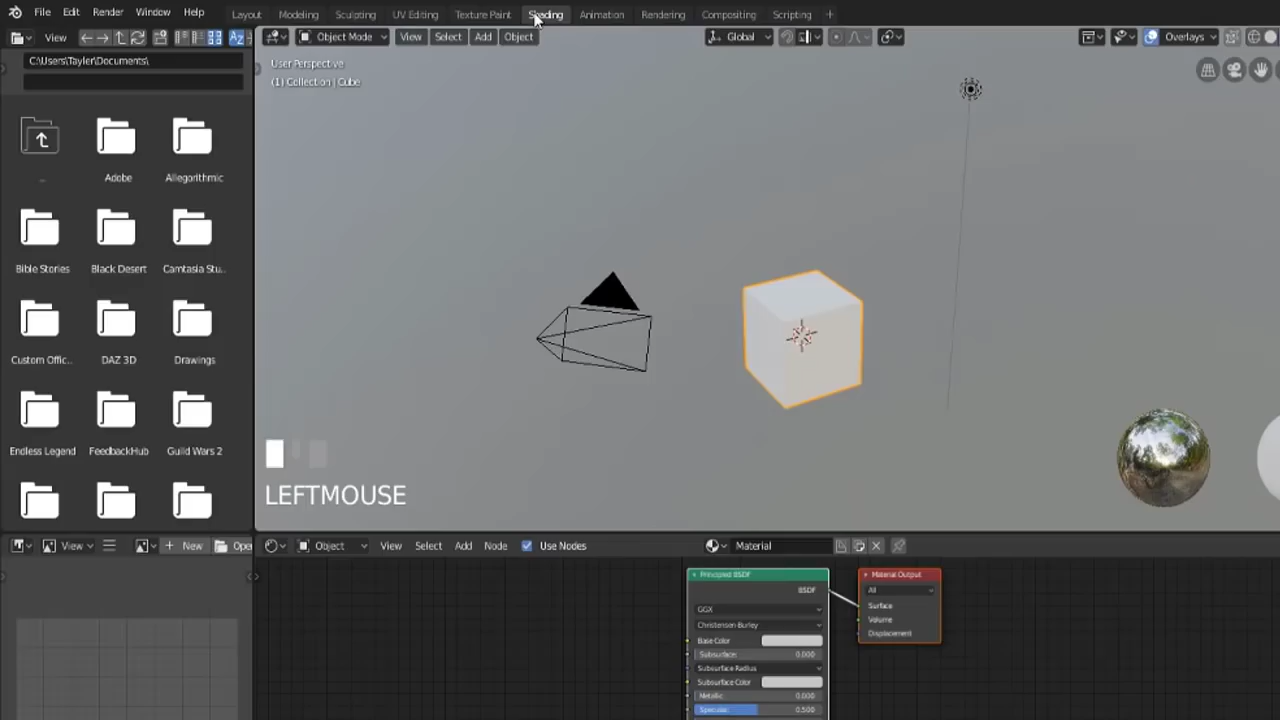 File Edit Render Window Help Layout Modeling Sculpting UV Editing Texture Paint Shading Animation Rendering Compositing Scripting +
View Object Mode View Select Add Object Global Overlays
C:\Users\Tayler\Documents\
User Perspective
(1) Collection | Cube
..
Adobe
Allegorithmic
Bible Stories
Black Desert
Camtasia Stu..
Custom Offic..
DAZ 3D
Drawings
Endless Legend
FeedbackHub
Guild Wars 2
LEFTMOUSE
View New Ope
Object View Select Add Node Use Nodes Material
Principled BSDF
BSDF
GGX
Christensen-Burley
Base Color
Subsurface: 0.000
Subsurface Radius
Subsurface Color
Metallic: 0.000
Specular: 0.500
Material Output
All
Surface
Volume
Displacement